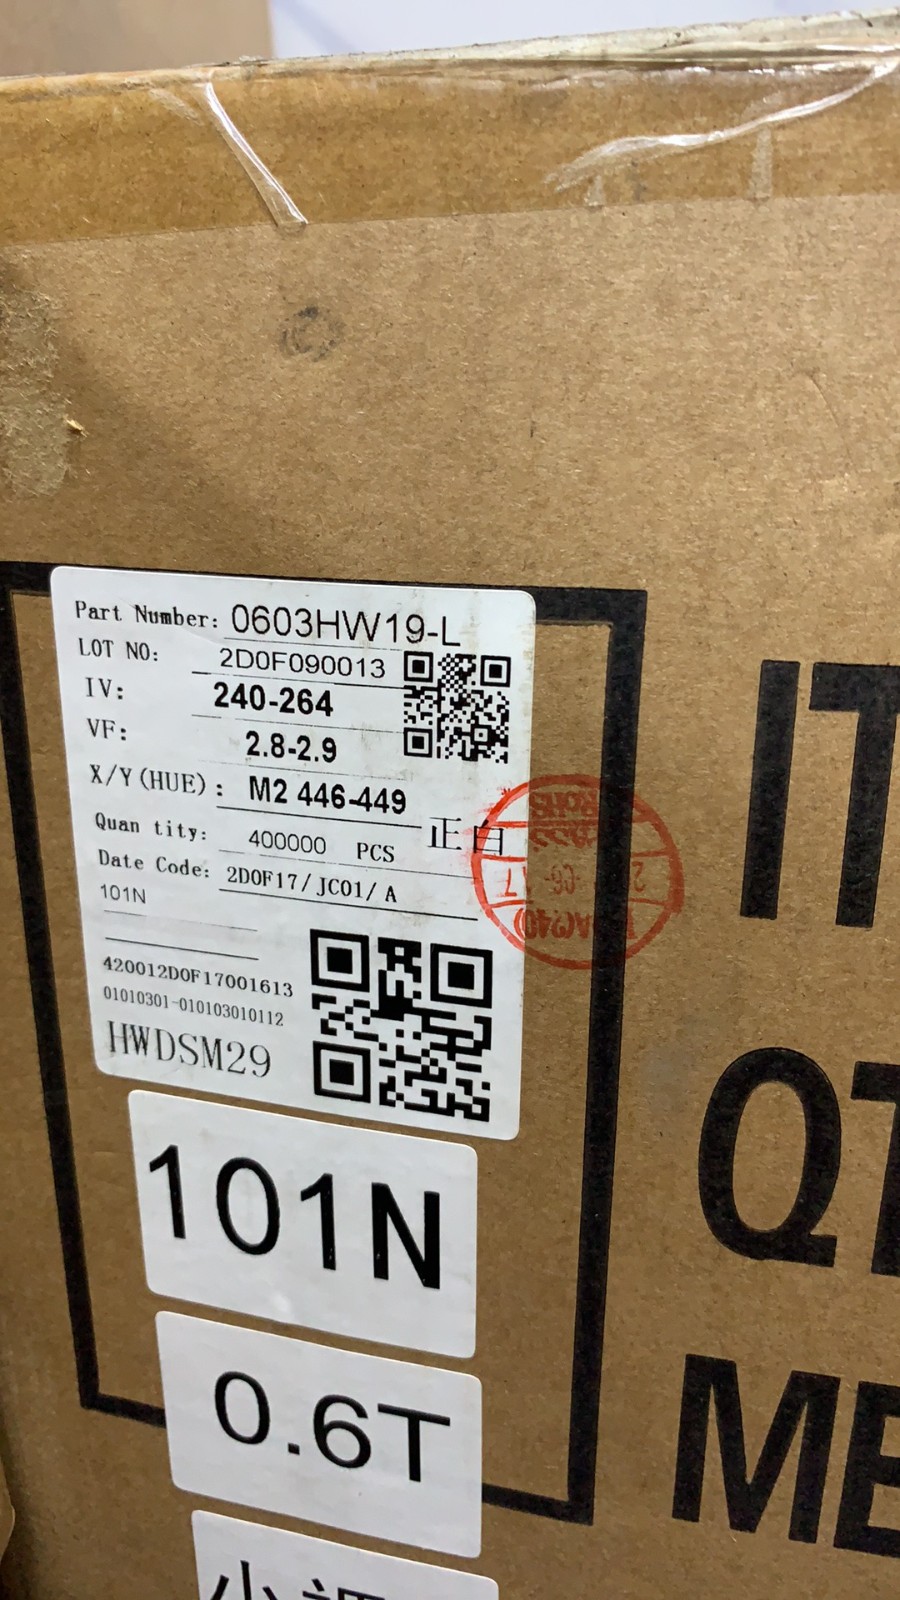 Part Number: 0603HW19-L
LOT NO: 2D0F090013
IV: 240-264
VF: 2.8-2.9
X/Y(HUE): M2 446-449
正白
Quan tity: 400000 PCS
Date Code: 2D0F17/JC01/A
101N
420012D0F17001613
01010301-010103010112
HWDSM29
101N
0.6T
IT
QT
ME
ROHS